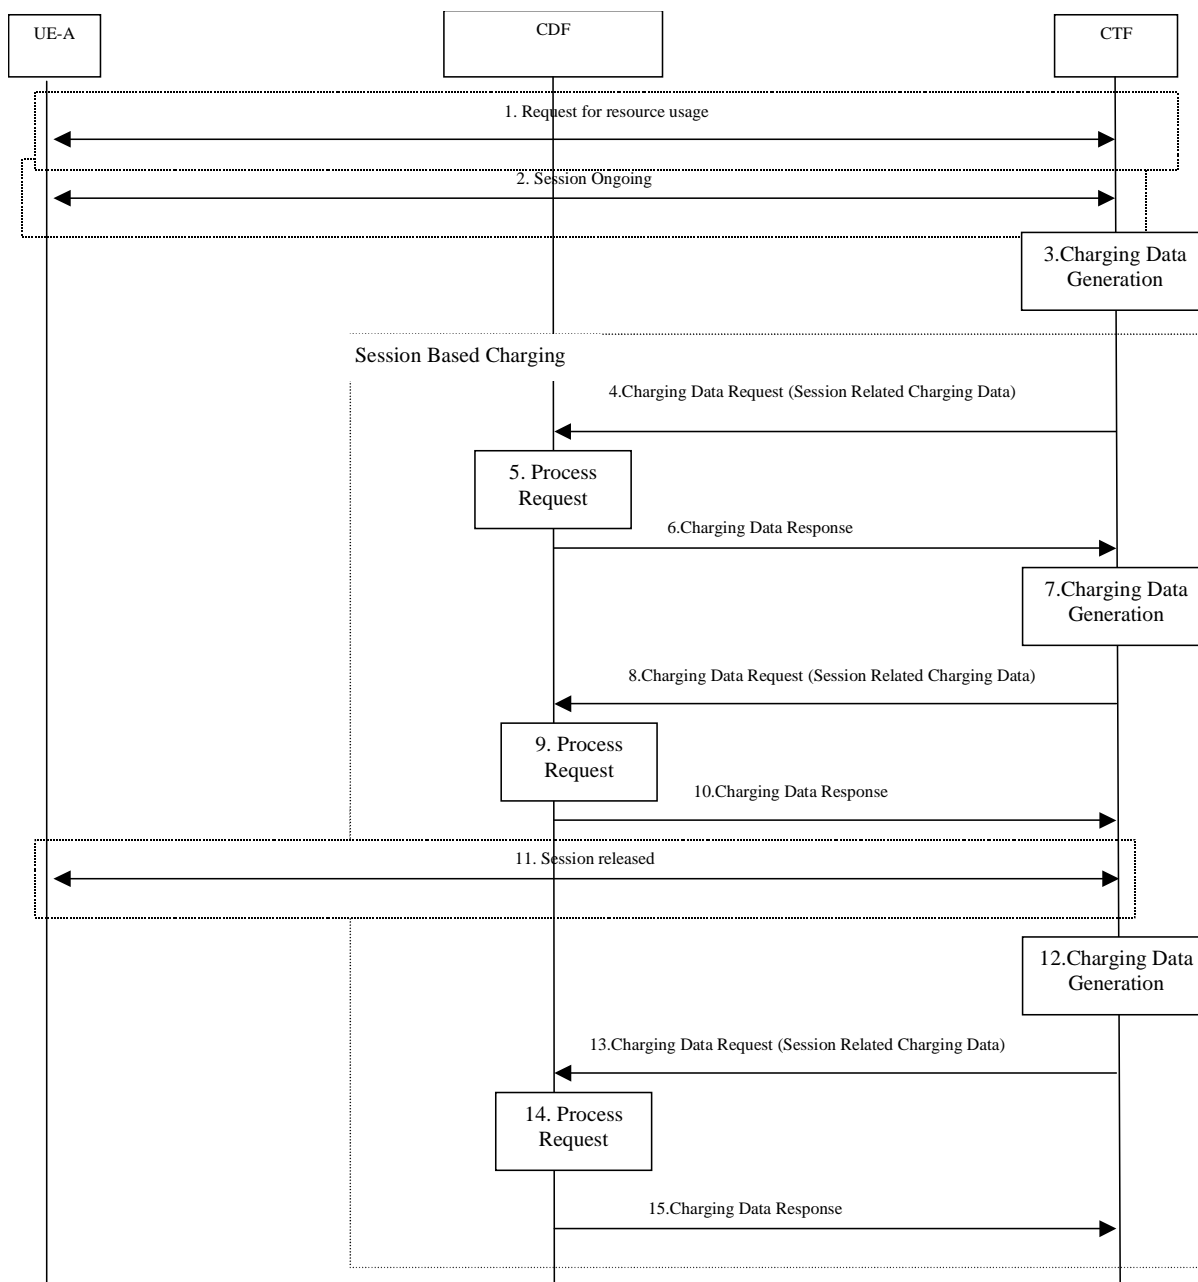 UE-A
CDF
CTF
1. Request for resource usage
2. Session Ongoing
3.Charging Data
Generation
Session Based Charging
4.Charging Data Request (Session Related Charging Data)
5. Process
Request
6.Charging Data Response
7.Charging Data
Generation
8.Charging Data Request (Session Related Charging Data)
9. Process
Request
10.Charging Data Response
11. Session released
12.Charging Data
Generation
13.Charging Data Request (Session Related Charging Data)
14. Process
Request
15.Charging Data Response